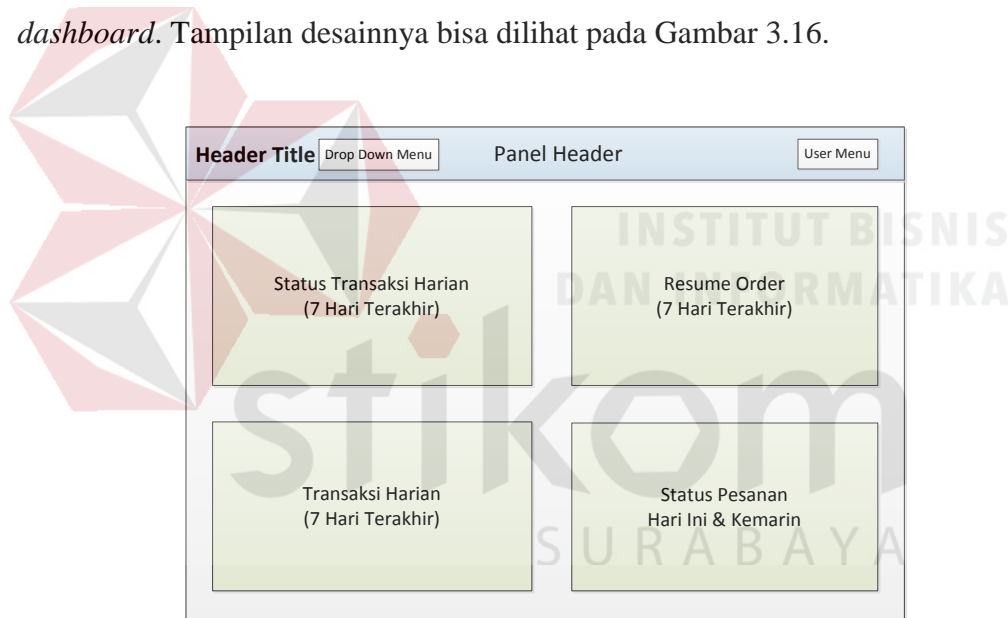 dashboard. Tampilan desainnya bisa dilihat pada Gambar 3.16.
Header Title Drop Down Menu Panel Header User Menu
INSTITUT BISNIS
DAN INFORMATIKA
Status Transaksi Harian
(7 Hari Terakhir)
Resume Order
(7 Hari Terakhir)
stikom
SURABAYA
Transaksi Harian
(7 Hari Terakhir)
Status Pesanan
Hari Ini & Kemarin